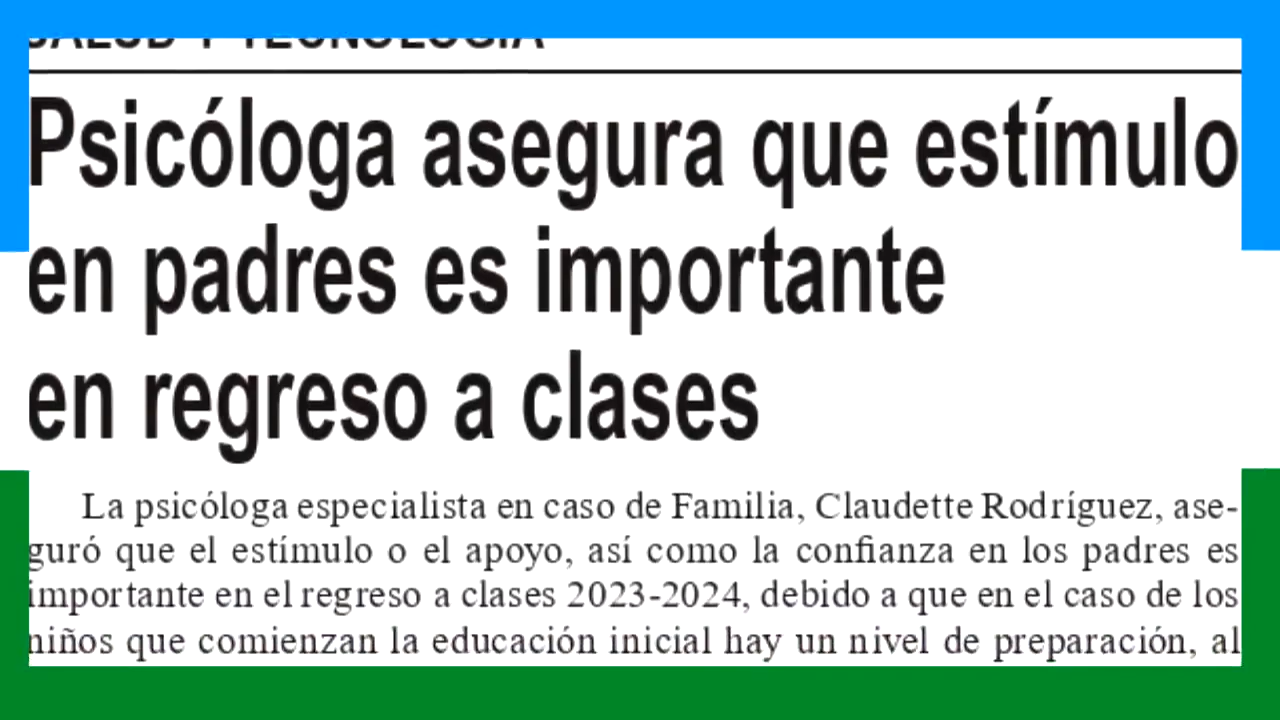 SALUD Y TECNOLOGÍA
Psicóloga asegura que estímulo
en padres es importante
en regreso a clases
La psicóloga especialista en caso de Familia, Claudette Rodríguez, ase-
guró que el estímulo o el apoyo, así como la confianza en los padres es
importante en el regreso a clases 2023-2024, debido a que en el caso de los
niños que comienzan la educación inicial hay un nivel de preparación, al